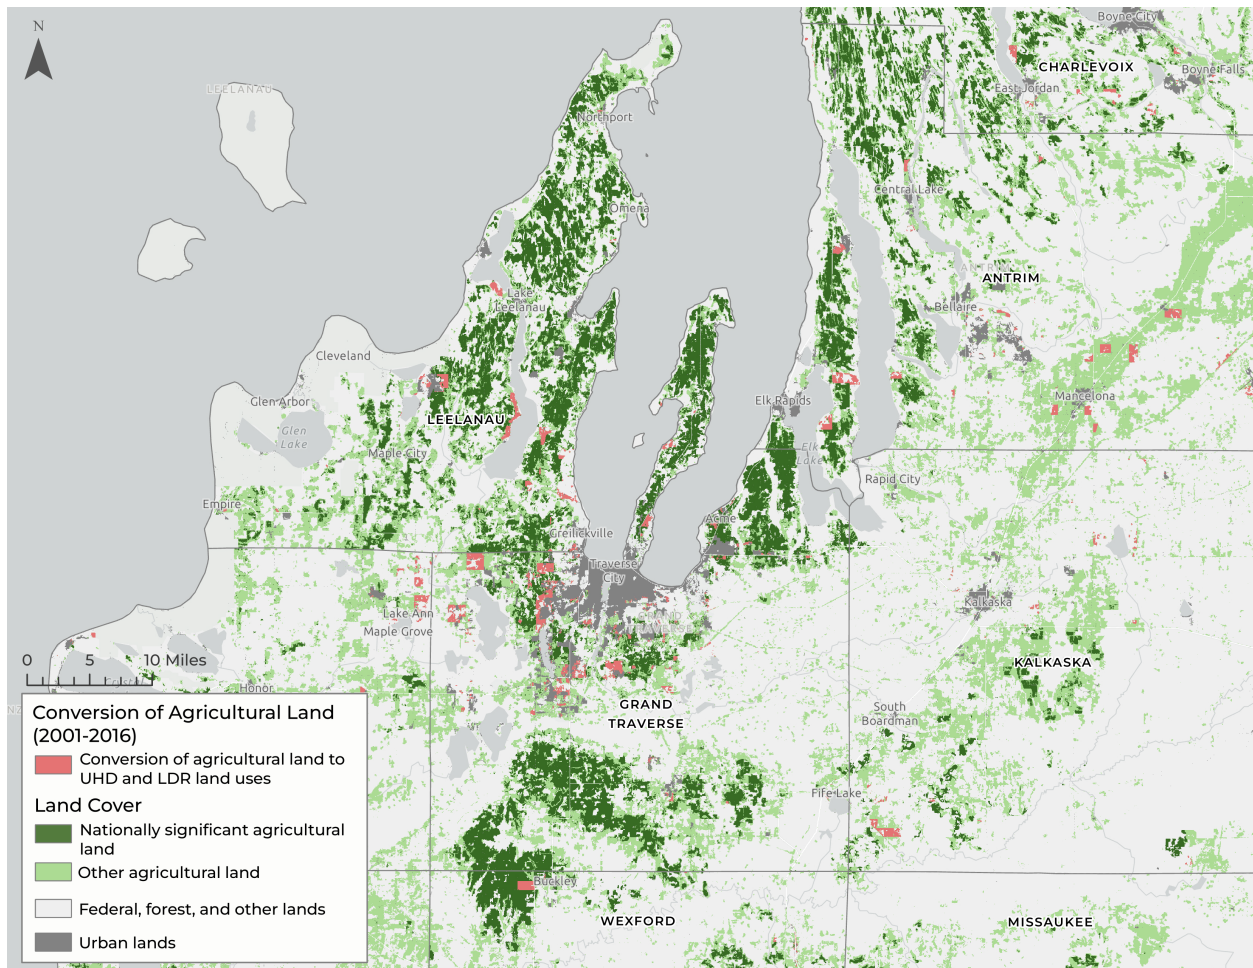 N
Boyne City
CHARLEVOIX
Boyne Falls
LEELANAU
East Jordan
Northport
Central Lake
Omena
ANTRIM
ANTRIM
Lake
Leelanau
Bellaire
Cleveland
Glen Arbor
Elk Rapids
Mancelona
LEELANAU
Glen
Lake
Maple City
Elk
Lake
Rapid City
Empire
Acme
Greilickville
Traverse
City
Kalkaska
Lake Ann
Maple Grove
0 5 10 Miles
KALKASKA
Honor
GRAND
TRAVERSE
South
Boardman
Fife Lake
Buckley
WEXFORD
MISSAUKEE
Conversion of Agricultural Land
(2001-2016)
Conversion of agricultural land to
UHD and LDR land uses
Land Cover
Nationally significant agricultural
land
Other agricultural land
Federal, forest, and other lands
Urban lands